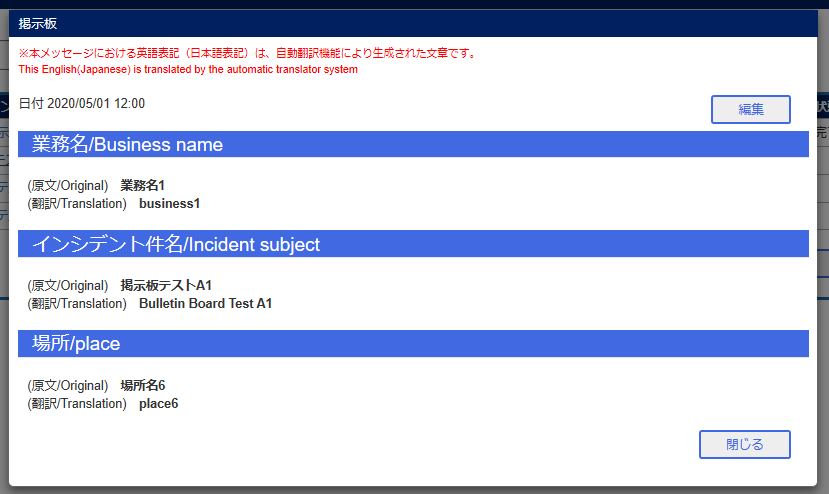 掲示板
※本メッセージにおける英語表記（日本語表記）は、自動翻訳機能により生成された文章です。
This English(Japanese) is translated by the automatic translator system
日付 2020/05/01 12:00
編集
業務名/Business name
(原文/Original) 業務名1
(翻訳/Translation) business1
インシデント件名/Incident subject
(原文/Original) 掲示板テストA1
(翻訳/Translation) Bulletin Board Test A1
場所/place
(原文/Original) 場所名6
(翻訳/Translation) place6
閉じる